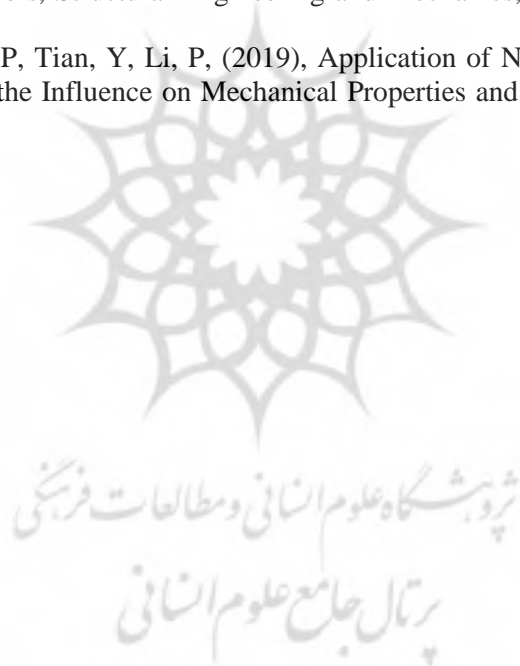 P, Tian, Y, Li, P, (2019), Application of N
the Influence on Mechanical Properties and
پژوهشگاه علوم انسانی و مطالعات فرهنگی
پرتال جامع علوم انسانی